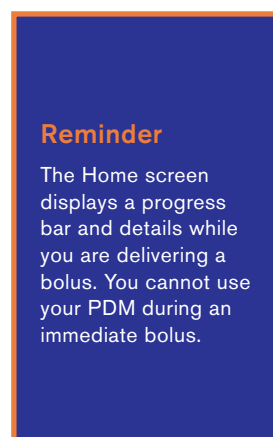 Reminder
The Home screen
displays a progress
bar and details while
you are delivering a
bolus. You cannot use
your PDM during an
immediate bolus.